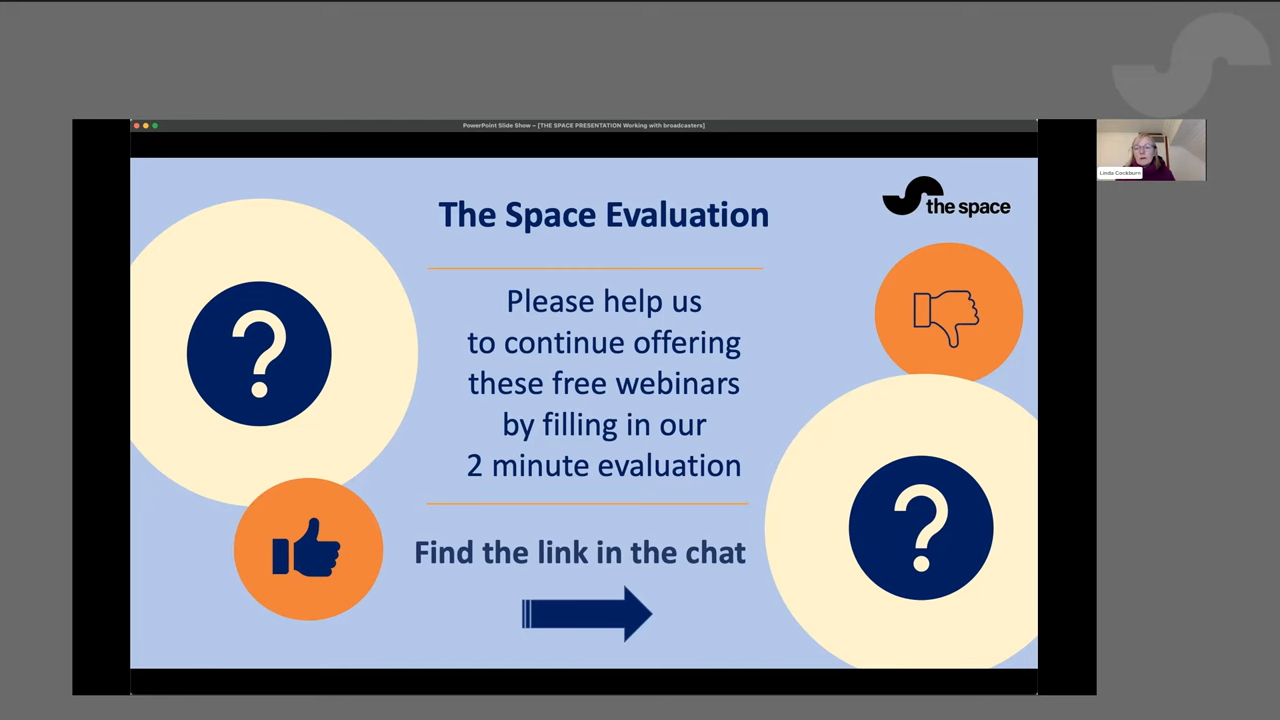 PowerPoint Slide Show – [THE SPACE PRESENTATION Working with broadcasters]
The Space Evaluation
the space
Please help us
to continue offering
these free webinars
by filling in our
2 minute evaluation
Find the link in the chat
Linda Cockburn
?
?